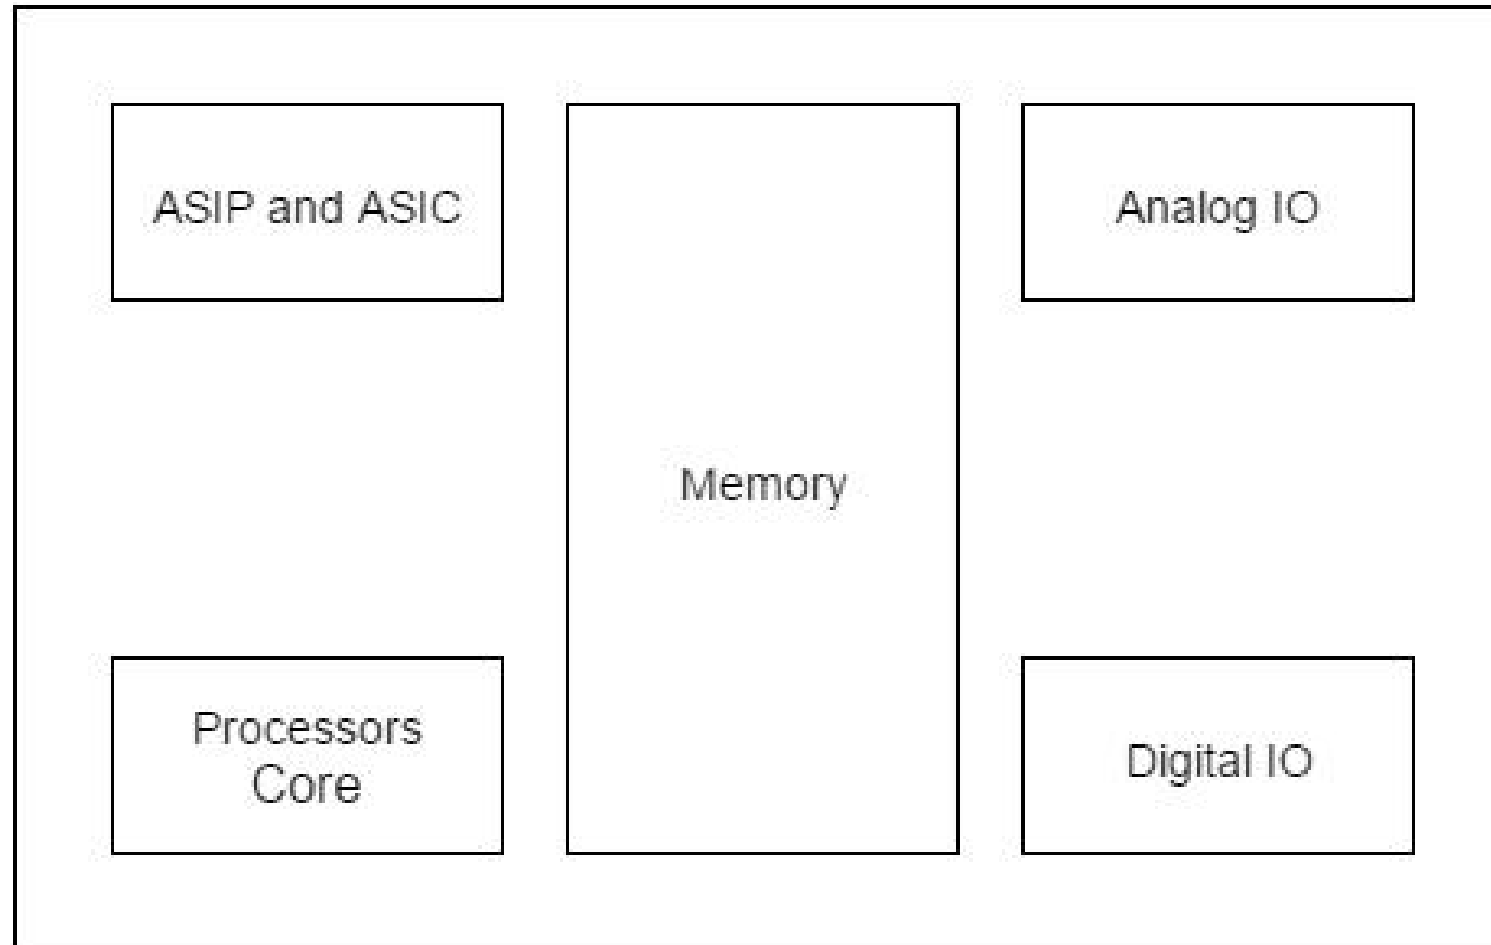 ASIP and ASIC
Analog IO
Memory
Processors
Core
Digital IO